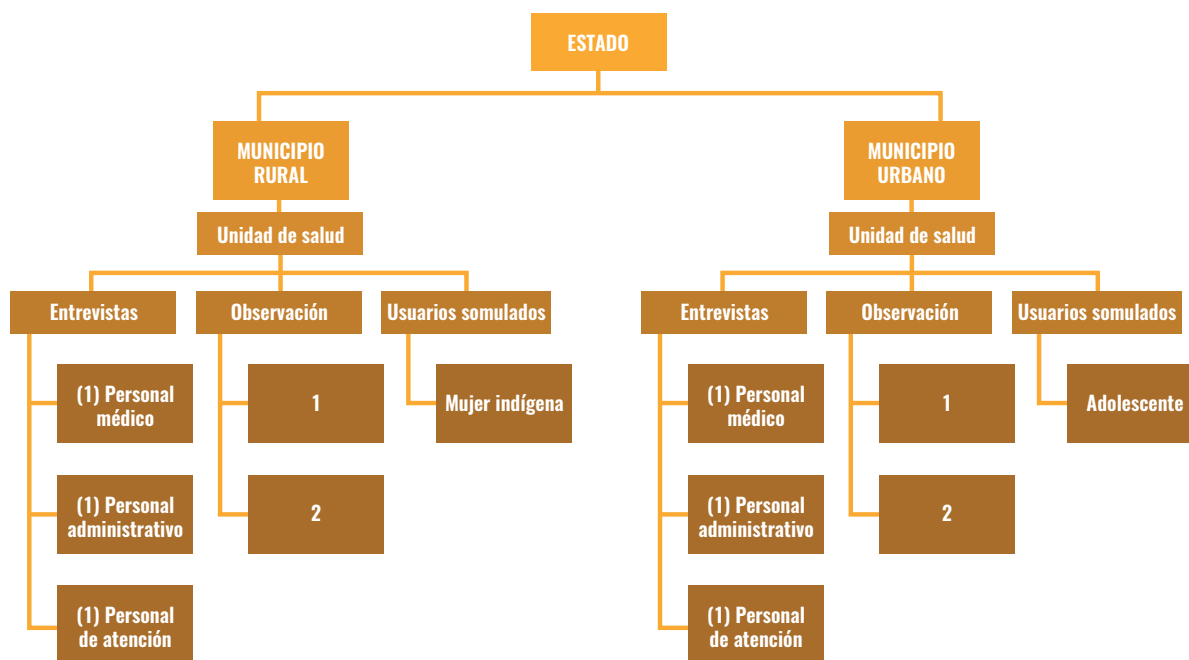 ESTADO
MUNICIPIO
RURAL
MUNICIPIO
URBANO
Unidad de salud
Unidad de salud
Entrevistas
Observación
Usuarios somulados
Entrevistas
Observación
Usuarios somulados
(1) Personal
médico
1
Mujer indígena
(1) Personal
médico
1
Adolescente
(1) Personal
administrativo
2
(1) Personal
administrativo
2
(1) Personal
de atención
(1) Personal
de atención